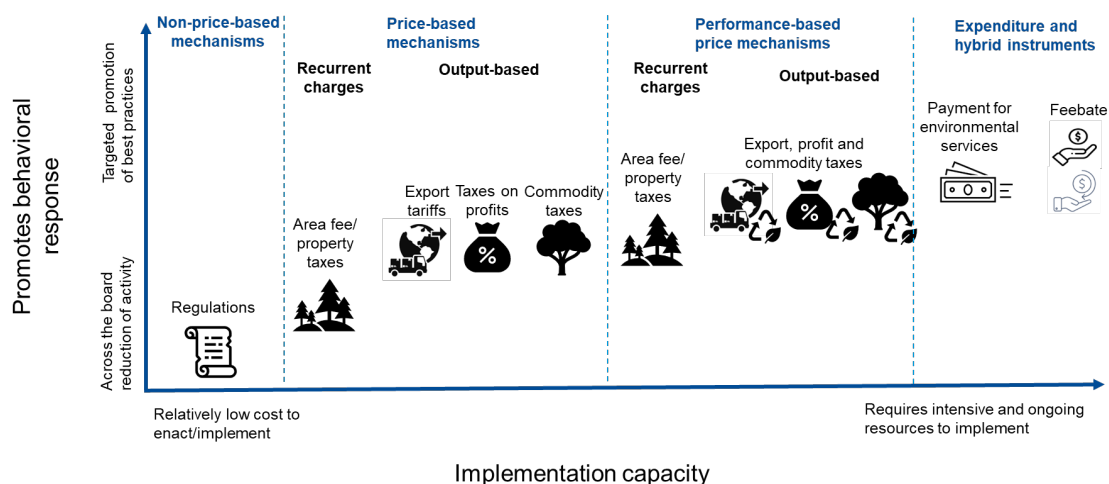 Non-price-based
mechanisms
Price-based
mechanisms
Performance-based
price mechanisms
Expenditure and
hybrid instruments
Recurrent
charges
Output-based
Recurrent
charges
Output-based
Promotes behavioral
response
Targeted promotion
of best practices
Across the board
reduction of activity
Regulations
Area fee/
property
taxes
Export
tariffs
Taxes on
profits
%
Commodity
taxes
Area fee/
property
taxes
Export, profit and
commodity taxes
%
Payment for
environmental
services
Feebate
$
$
Relatively low cost to
enact/implement
Requires intensive and ongoing
resources to implement
Implementation capacity